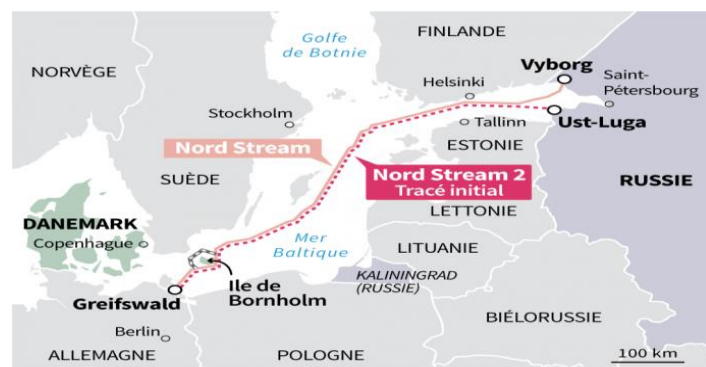 Golfe
de Botnie
FINLANDE
NORVÈGE
Vyborg
Helsinki
Saint-
Pétersbourg
Stockholm
Tallinn
Ust-Luga
Nord Stream
ESTONIE
SUÈDE
Nord Stream 2
Tracé initial
RUSSIE
LETTONIE
DANEMARK
Copenhague
Mer
Baltique
LITUANIE
KALININGRAD
(RUSSIE)
Ile de
Bornholm
Greifswald
BIÉLORUSSIE
Berlin
ALLEMAGNE
POLOGNE
100 km